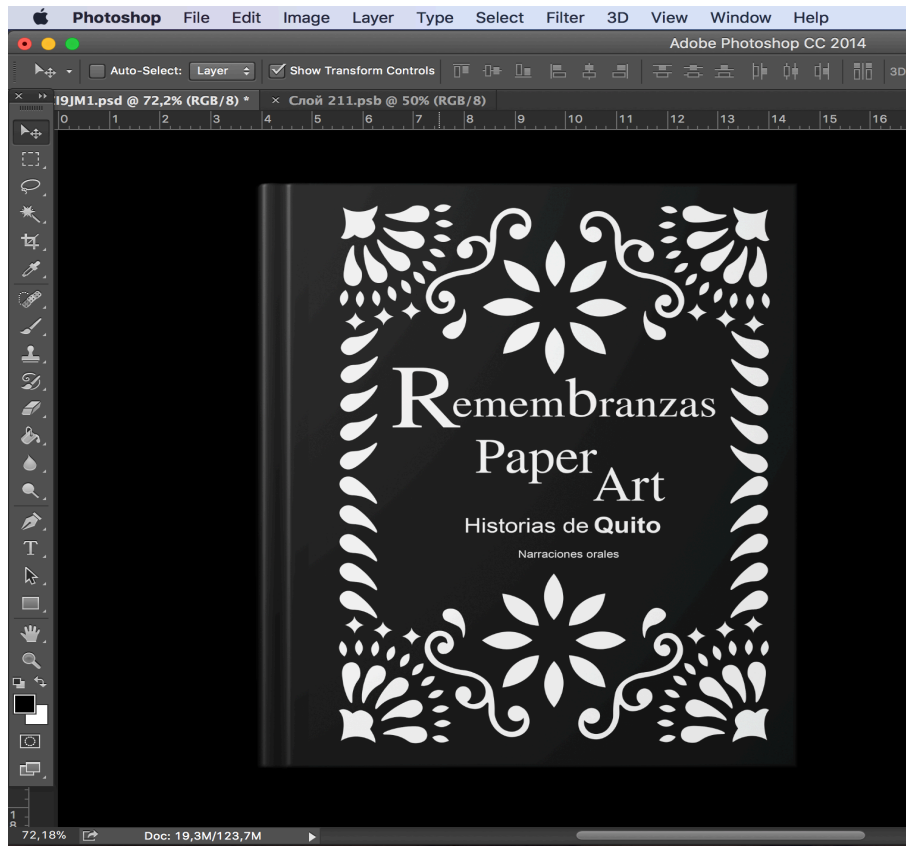 Photoshop File Edit Image Layer Type Select Filter 3D View Window Help
Adobe Photoshop CC 2014
Auto-Select: Layer Show Transform Controls 3D
I9JM1.psd @ 72,2% (RGB/8) * × Слой 211.psb @ 50% (RGB/8)
0 1 2 3 4 5 6 7 8 9 10 11 12 13 14 15 16
Remembranzas
Paper
Art
Historias de Quito
Narraciones orales
1
8
72,18% Doc: 19,3M/123,7M